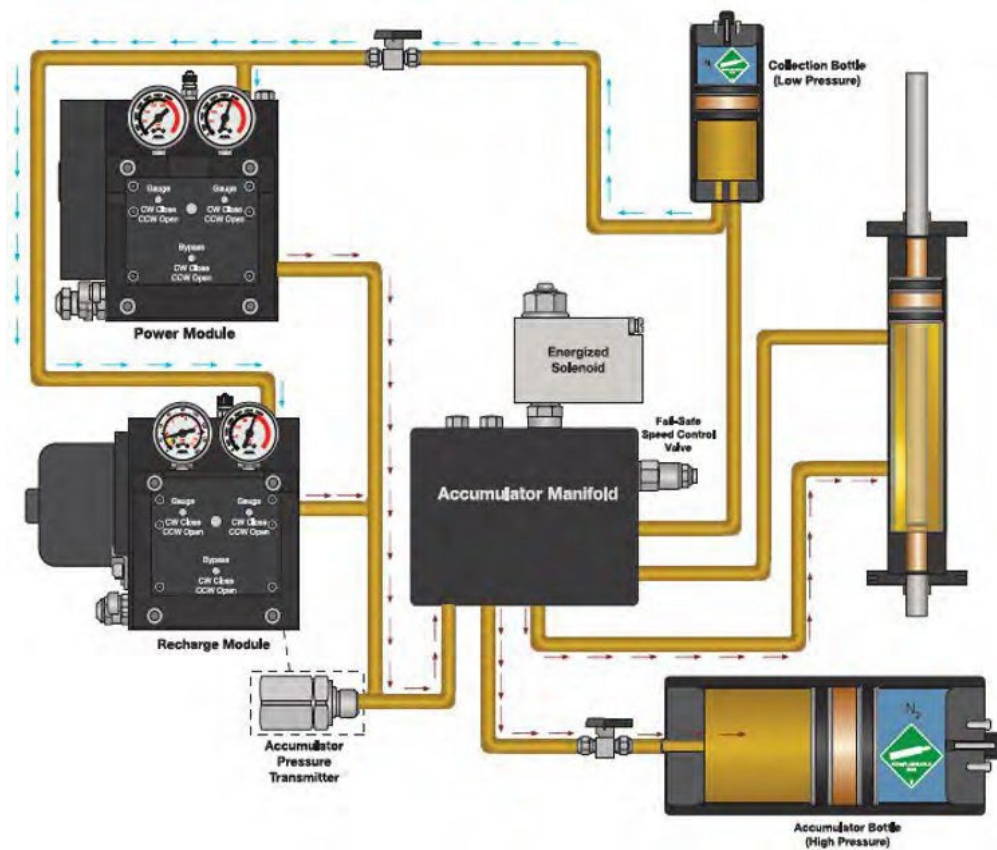 Collection Bottle
(Low Pressure)
N
Gauge
Gauge
CW Close
CCW Open
CW Close
CCW Open
Bypass
CW Close
CCW Open
Power Module
Energized
Solenoid
Fail-Safe
Speed Control
Valve
Accumulator Manifold
Gauge
Gauge
CW Close
CCW Open
CW Close
CCW Open
Bypass
CW Close
CCW Open
Recharge Module
Accumulator
Pressure
Transmitter
N2
Accumulator Bottle
(High Pressure)